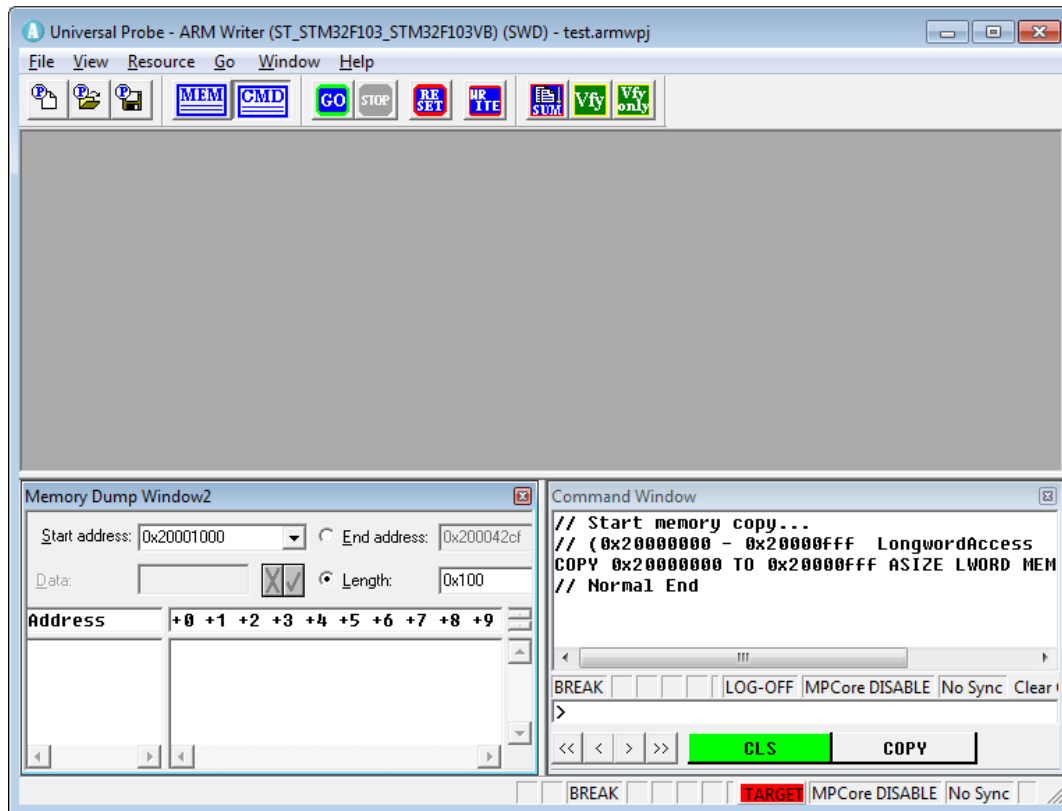 Universal Probe - ARM Writer (ST_STM32F103_STM32F103VB) (SWD) - test.armwpj
File View Resource Go Window Help
P P P MEM CMD GO STOP RE SET WR ITE SUM Vfy Vfy only
Memory Dump Window2
Start address: 0x20001000 End address: 0x200042cf
Data: Length: 0x100
Address +0 +1 +2 +3 +4 +5 +6 +7 +8 +9
Command Window
// Start memory copy...
// (0x20000000 - 0x20000fff LongwordAccess
COPY 0x20000000 TO 0x20000fff ASIZE LWORD MEM
// Normal End
BREAK LOG-OFF MPCore DISABLE No Sync Clear
>
<< < > >> CLS COPY
BREAK TARGET MPCore DISABLE No Sync